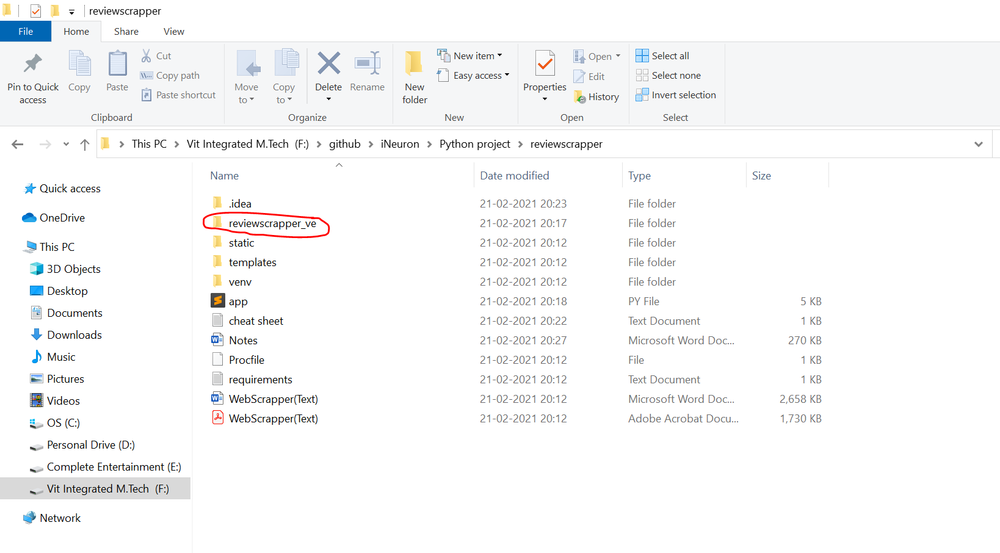 reviewscrapper
File Home Share View
Pin to Quick access
Copy
Paste
Cut
Copy path
Paste shortcut
Clipboard
Move to
Copy to
Delete
Rename
Organize
New folder
New item
Easy access
New
Properties
Open
Edit
History
Open
Select all
Select none
Invert selection
Select
This PC > Vit Integrated M.Tech (F:) > github > iNeuron > Python project > reviewscrapper
Quick access
OneDrive
This PC
3D Objects
Desktop
Documents
Downloads
Music
Pictures
Videos
OS (C:)
Personal Drive (D:)
Complete Entertainment (E:)
Vit Integrated M.Tech (F:)
Network
Name Date modified Type Size
.idea 21-02-2021 20:23 File folder
reviewscrapper_ve 21-02-2021 20:17 File folder
static 21-02-2021 20:12 File folder
templates 21-02-2021 20:12 File folder
venv 21-02-2021 20:12 File folder
app 21-02-2021 20:18 PY File 5 KB
cheat sheet 21-02-2021 20:22 Text Document 1 KB
Notes 21-02-2021 20:27 Microsoft Word Doc... 270 KB
Procfile 21-02-2021 20:12 File 1 KB
requirements 21-02-2021 20:12 Text Document 1 KB
WebScrapper(Text) 21-02-2021 20:12 Microsoft Word Doc... 2,658 KB
WebScrapper(Text) 21-02-2021 20:12 Adobe Acrobat Docu... 1,730 KB